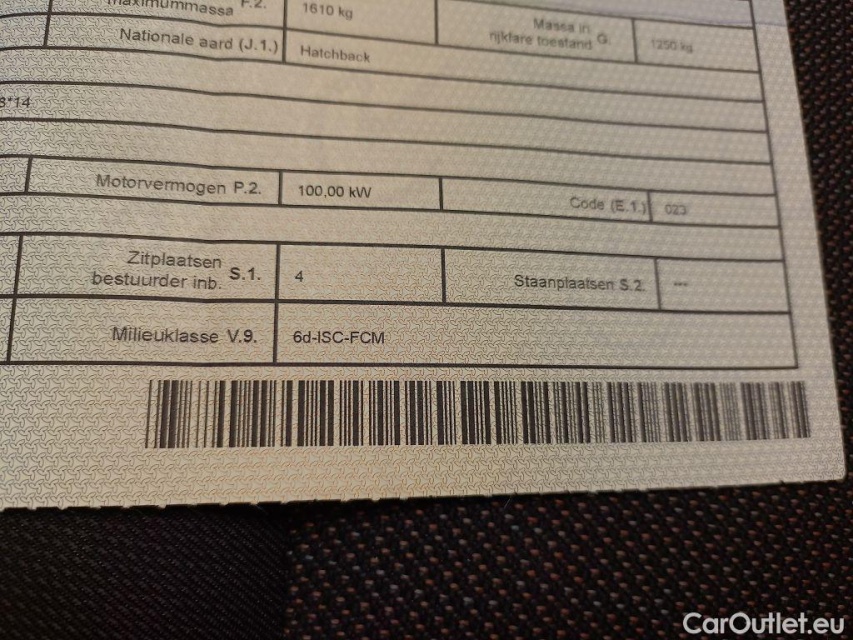 Maximummassa F.2. 1610 kg Massa in rijklare toestand G. 1250 kg
Nationale aard (J.1.) Hatchback
8*14
Motorvermogen P.2. 100,00 kW Code (E.1.) 023
Zitplaatsen bestuurder inb. S.1. 4 Staanplaatsen S.2. ---
Milieuklasse V.9. 6d-ISC-FCM
CarOutlet.eu